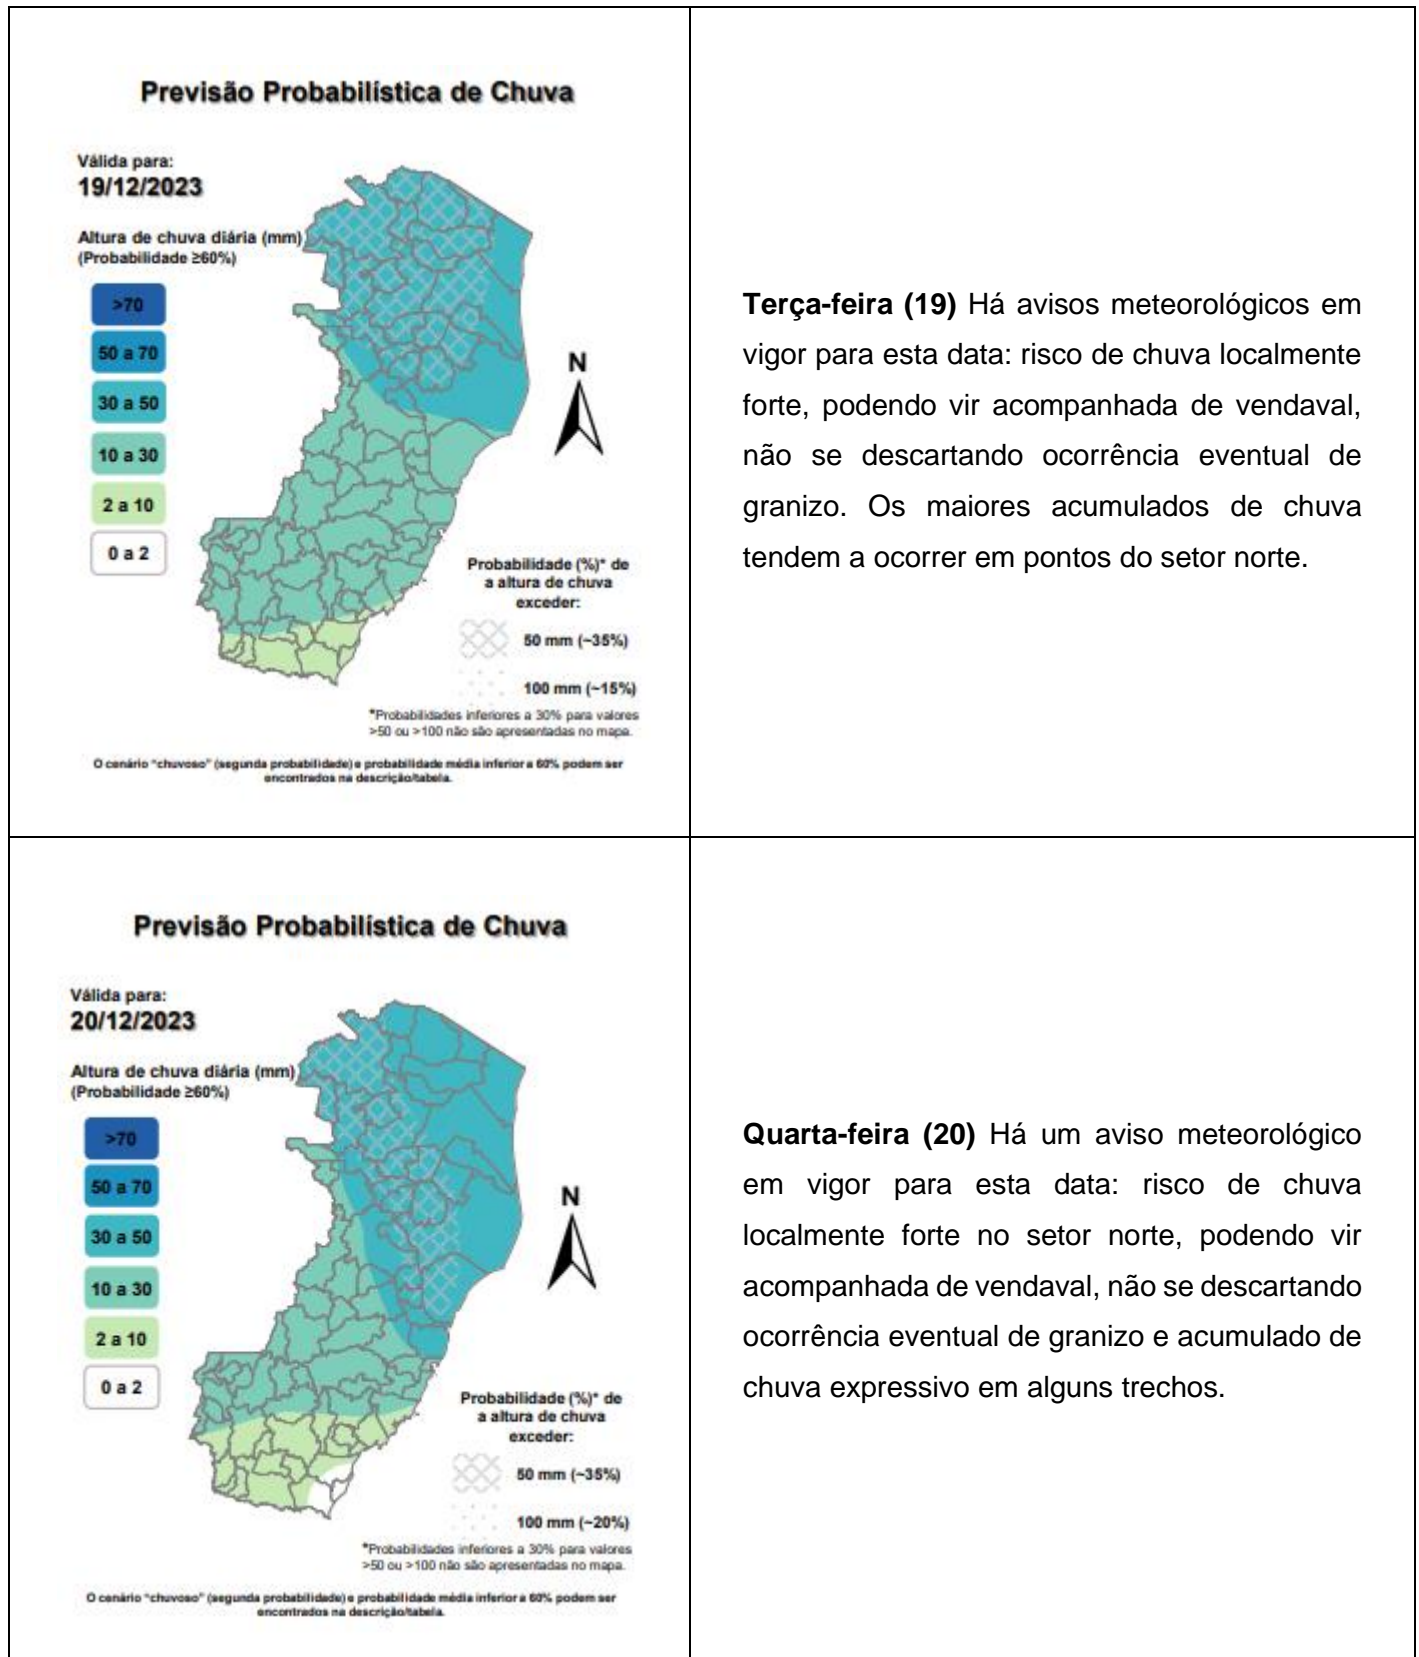 Previsão Probabilística de Chuva
Válida para:
19/12/2023
Altura de chuva diária (mm)
(Probabilidade ≥60%)
>70
50 a 70
30 a 50
10 a 30
2 a 10
0 a 2
N
Probabilidade (%)* de
a altura de chuva
exceder:
50 mm (~35%)
100 mm (~15%)
*Probabilidades inferiores a 30% para valores
>50 ou >100 não são apresentadas no mapa.
O cenário "chuvoso" (segunda probabilidade) e probabilidade média inferior a 60% podem ser
encontrados na descrição/tabela.
Terça-feira (19) Há avisos meteorológicos em
vigor para esta data: risco de chuva localmente
forte, podendo vir acompanhada de vendaval,
não se descartando ocorrência eventual de
granizo. Os maiores acumulados de chuva
tendem a ocorrer em pontos do setor norte.
Previsão Probabilística de Chuva
Válida para:
20/12/2023
Altura de chuva diária (mm)
(Probabilidade ≥60%)
>70
50 a 70
30 a 50
10 a 30
2 a 10
0 a 2
N
Probabilidade (%)* de
a altura de chuva
exceder:
50 mm (~35%)
100 mm (~20%)
*Probabilidades inferiores a 30% para valores
>50 ou >100 não são apresentadas no mapa.
O cenário "chuvoso" (segunda probabilidade) e probabilidade média inferior a 60% podem ser
encontrados na descrição/tabela.
Quarta-feira (20) Há um aviso meteorológico
em vigor para esta data: risco de chuva
localmente forte no setor norte, podendo vir
acompanhada de vendaval, não se descartando
ocorrência eventual de granizo e acumulado de
chuva expressivo em alguns trechos.